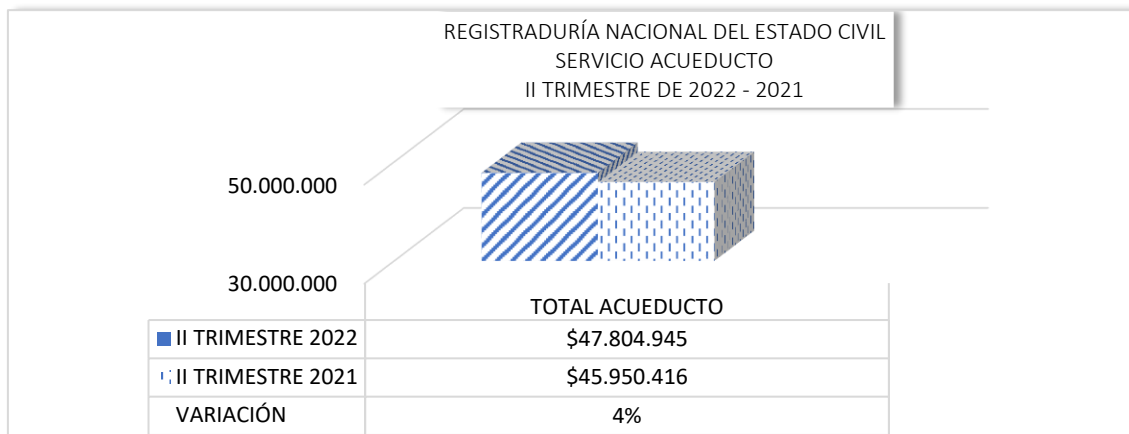 REGISTRADURÍA NACIONAL DEL ESTADO CIVIL
SERVICIO ACUEDUCTO
II TRIMESTRE DE 2022 - 2021
50.000.000
30.000.000
TOTAL ACUEDUCTO
II TRIMESTRE 2022 $47.804.945
II TRIMESTRE 2021 $45.950.416
VARIACIÓN 4%